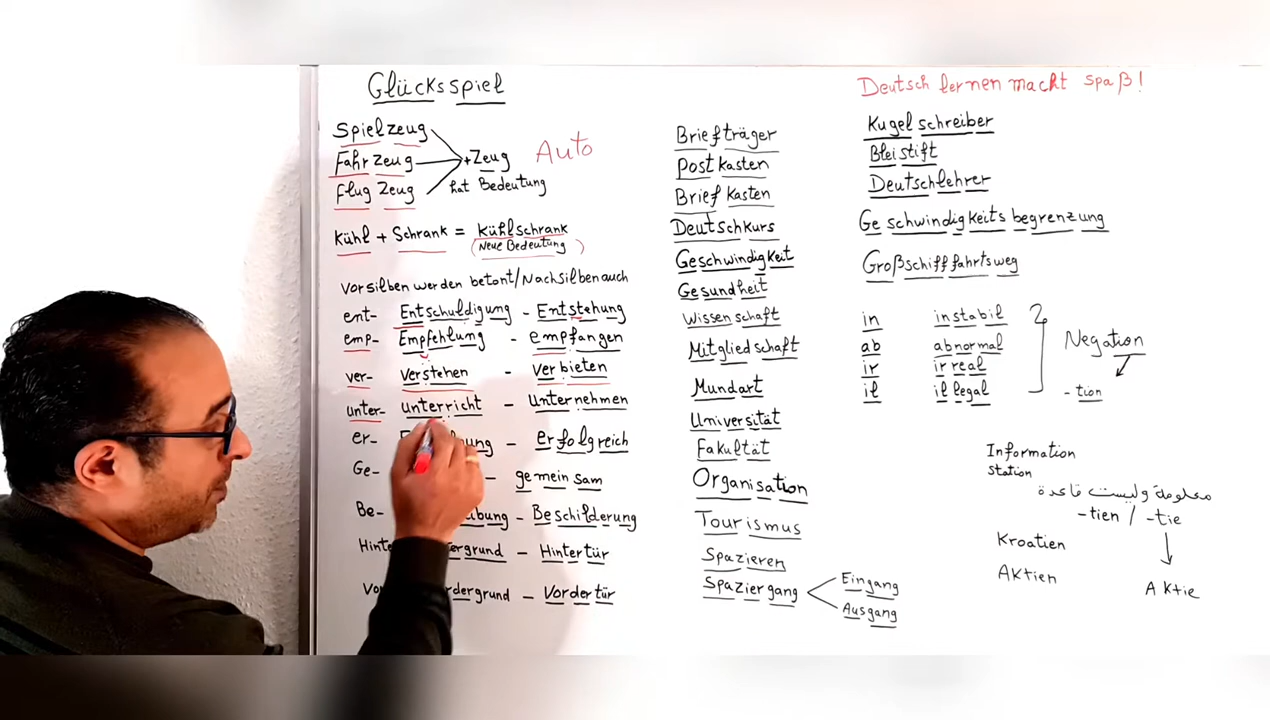 Glücksspiel
Spielzeug
Fahrzeug
Flugzeug
+Zeug
hat Bedeutung
Auto
Kühl + Schrank = Kühlschrank
(Neue Bedeutung)
Vorsilben werden betont/Nachsilben auch
ent- Entschuldigung - Entstehung
emp- Empfehlung - empfangen
ver- verstehen - verbieten
unter- unterricht - Unternehmen
er- - erfolgreich
Ge- - gemeinsam
Be- - Beschilderung
Hinter - Hintertür
- Vordertür
Briefträger
Postkasten
Briefkasten
Deutschkurs
Geschwindigkeit
Gesundheit
Wissenschaft
Mitgliedschaft
Mundart
Universität
Fakultät
Organisation
Tourismus
Spazieren
Spaziergang
Eingang
Ausgang
Deutsch lernen macht Spaß!
Kugelschreiber
Bleistift
Deutschlehrer
Geschwindigkeitsbegrenzung
Großschifffahrtsweg
in instabil
ab abnormal
ir irreal
il illegal
Negation
-tion
Information
Station
معلومة وليست قاعدة
-tien / -tie
Kroatien
Aktien
Aktie